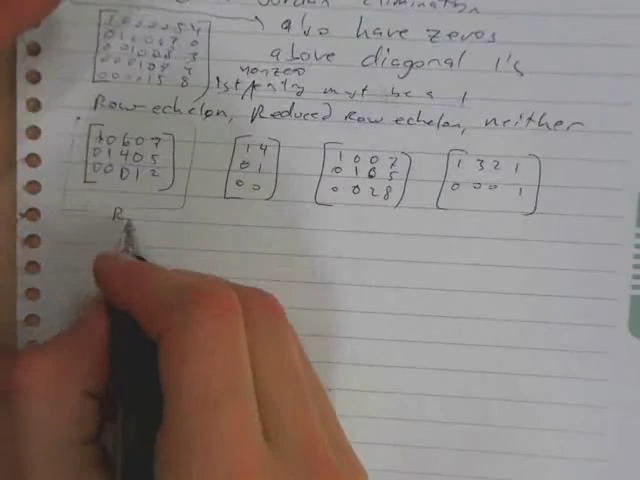 Jordan Elimination
also have zeros
above diagonal 1's
nonzero
1st entry must be a 1
Row-echelon, Reduced Row echelon, neither
1 0 6 0 7
0 1 4 0 5
0 0 0 1 2
1 4
0 1
0 0
1 0 0 7
0 1 0 5
0 0 2 8
1 3 2 1
0 0 0 1
R